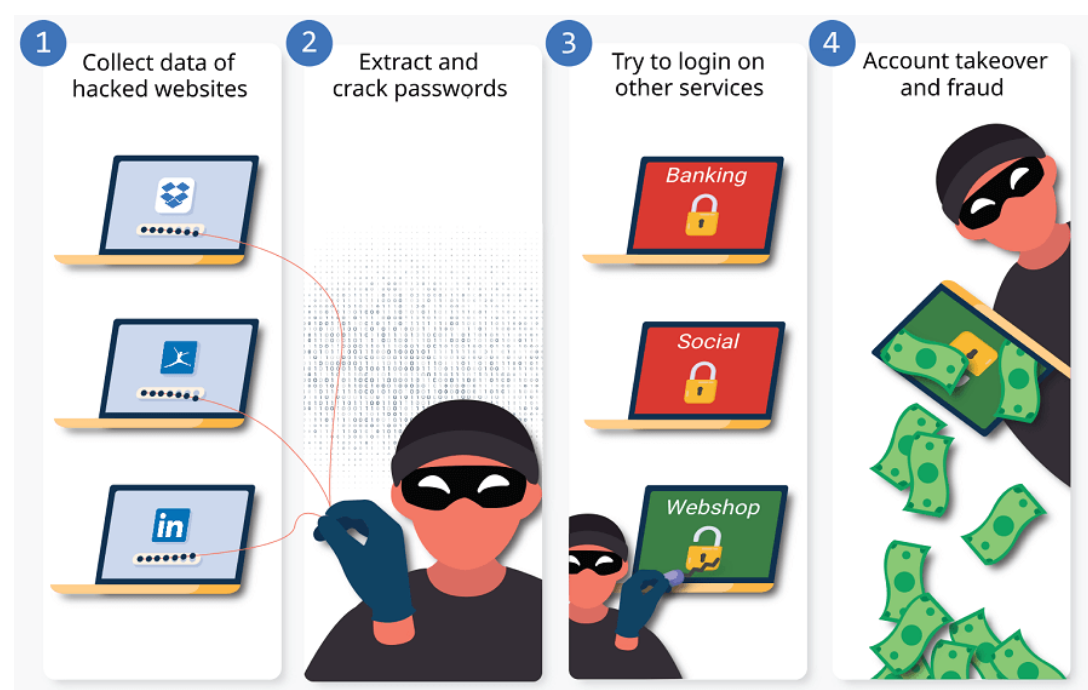 1
Collect data of
hacked websites
in
2
Extract and
crack passwords
3
Try to login on
other services
Banking
Social
Webshop
4
Account takeover
and fraud